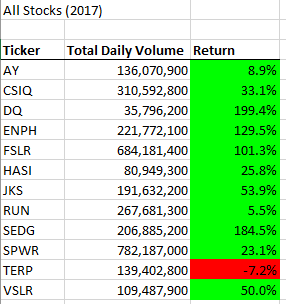 All Stocks (2017)
Ticker Total Daily Volume Return
AY 136,070,900 8.9%
CSIQ 310,592,800 33.1%
DQ 35,796,200 199.4%
ENPH 221,772,100 129.5%
FSLR 684,181,400 101.3%
HASI 80,949,300 25.8%
JKS 191,632,200 53.9%
RUN 267,681,300 5.5%
SEDG 206,885,200 184.5%
SPWR 782,187,000 23.1%
TERP 139,402,800 -7.2%
VSLR 109,487,900 50.0%